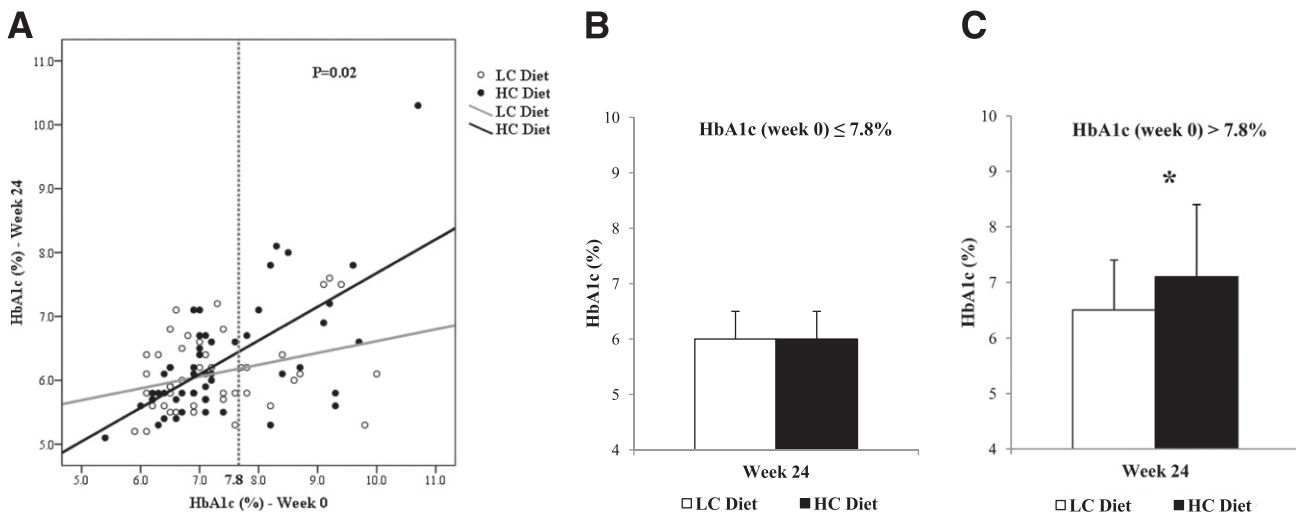 A
P=0.02
11.0
10.0
9.0
8.0
7.0
6.0
5.0
HbA1c (%) - Week 24
5.0 6.0 7.0 7.8 8.0 9.0 10.0 11.0
HbA1c (%) - Week 0
LC Diet
HC Diet
LC Diet
HC Diet
B
HbA1c (week 0) ≤ 7.8%
10
9
8
7
6
5
4
HbA1c (%)
Week 24
LC Diet HC Diet
C
HbA1c (week 0) > 7.8%
*
10
9
8
7
6
5
4
HbA1c (%)
Week 24
LC Diet HC Diet